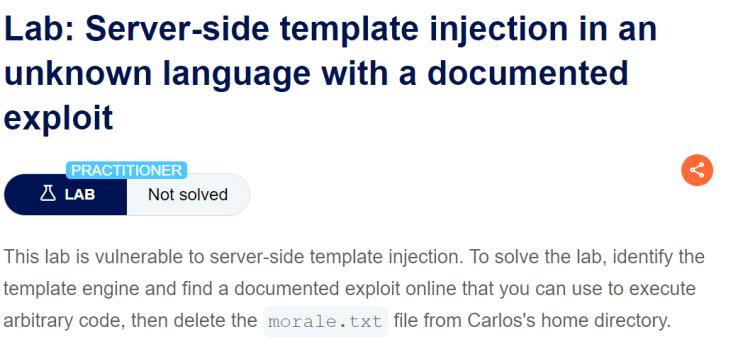 Lab: Server-side template injection in an
unknown language with a documented
exploit
PRACTITIONER
LAB
Not solved
This lab is vulnerable to server-side template injection. To solve the lab, identify the
template engine and find a documented exploit online that you can use to execute
arbitrary code, then delete the morale.txt file from Carlos's home directory.